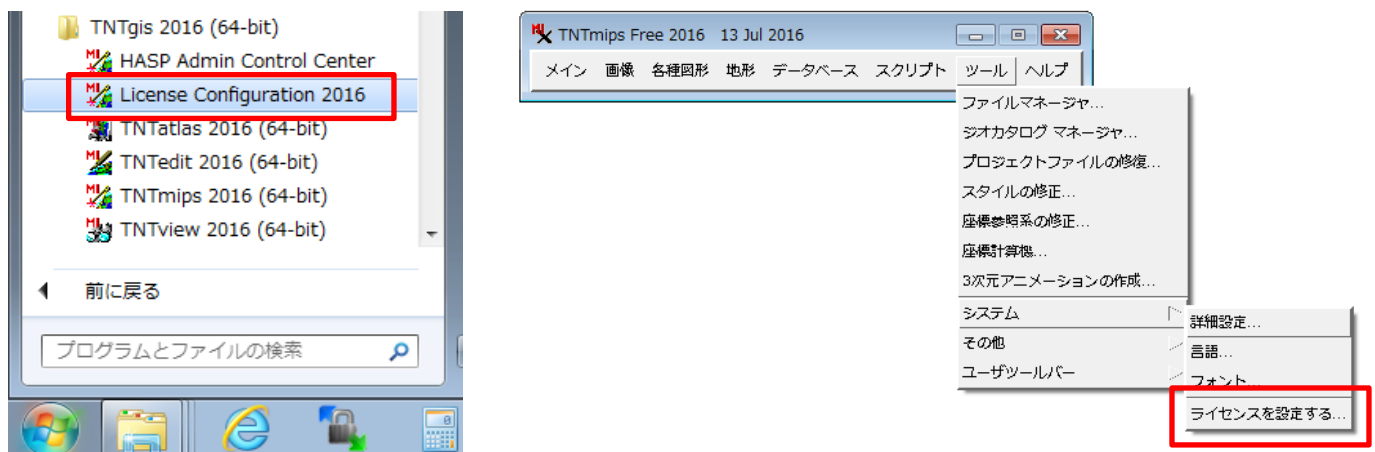 TNTgis 2016 (64-bit)
HASP Admin Control Center
License Configuration 2016
TNTatlas 2016 (64-bit)
TNTedit 2016 (64-bit)
TNTmips 2016 (64-bit)
TNTview 2016 (64-bit)
前に戻る
プログラムとファイルの検索
TNTmips Free 2016 13 Jul 2016
メイン 画像 各種図形 地形 データベース スクリプト ツール ヘルプ
ファイルマネージャ...
ジオカタログ マネージャ...
プロジェクトファイルの修復...
スタイルの修正...
座標参照系の修正...
座標計算機...
3次元アニメーションの作成...
システム
その他
ユーザツールバー
詳細設定...
言語...
フォント...
ライセンスを設定する...